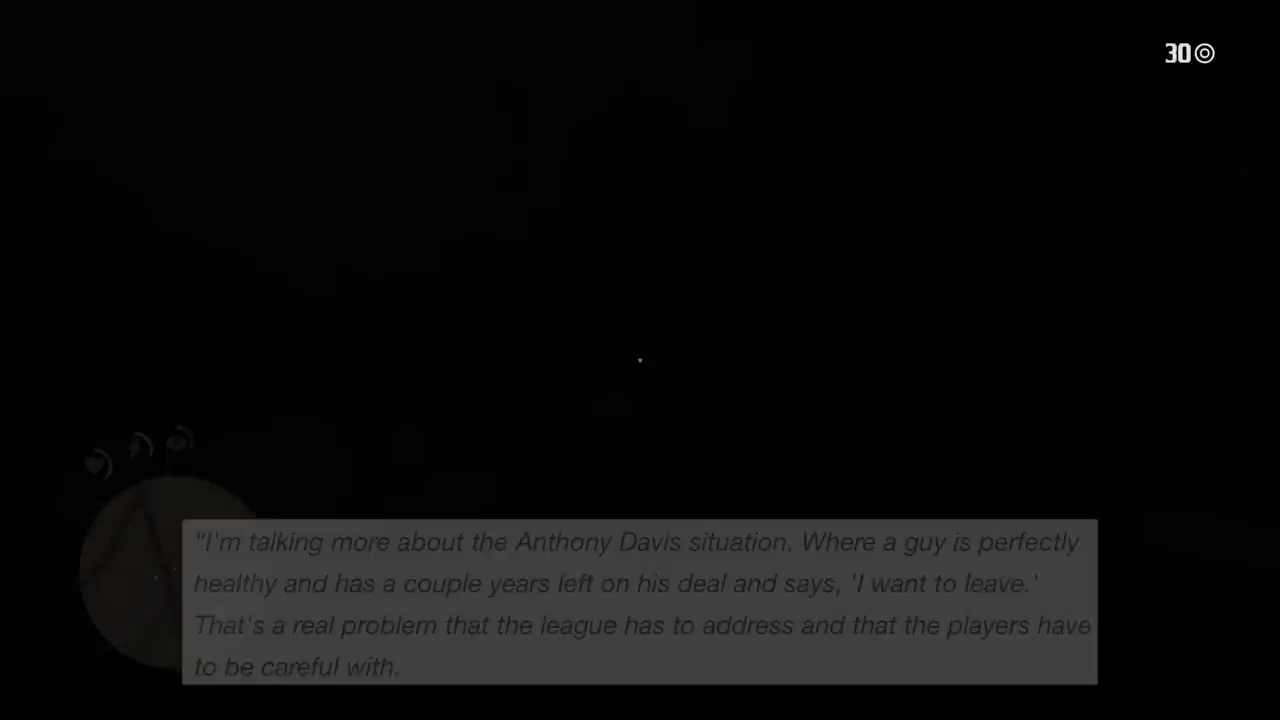 30
"I'm talking more about the Anthony Davis situation. Where a guy is perfectly
healthy and has a couple years left on his deal and says, 'I want to leave.'
That's a real problem that the league has to address and that the players have
to be careful with.